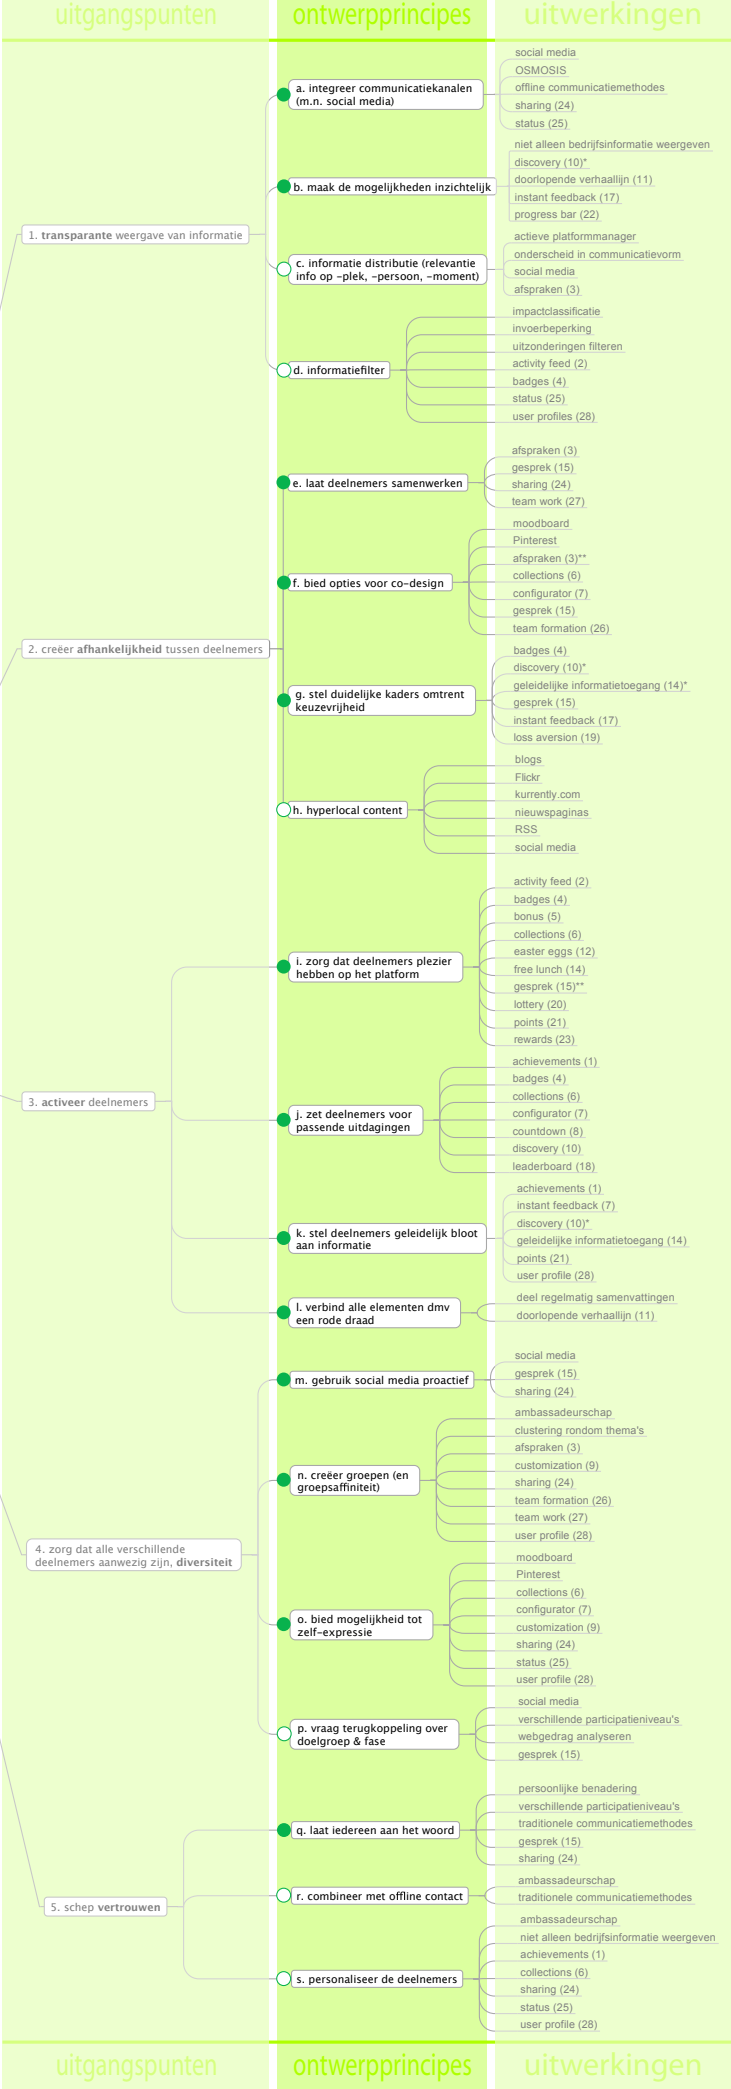 uitgangspunten
ontwerpprincipes
uitwerkingen
1. transparante weergave van informatie
a. integreer communicatiekanalen
(m.n. social media)
social media
OSMOSIS
offline communicatiemethodes
sharing (24)
status (25)
b. maak de mogelijkheden inzichtelijk
niet alleen bedrijfsinformatie weergeven
discovery (10)*
doorlopende verhaallijn (11)
instant feedback (17)
progress bar (22)
c. informatie distributie (relevantie
info op -plek, -persoon, -moment)
actieve platformmanager
onderscheid in communicatievorm
social media
afspraken (3)
d. informatiefilter
impactclassificatie
invoerbeperking
uitzonderingen filteren
activity feed (2)
badges (4)
status (25)
user profiles (28)
2. creëer afhankelijkheid tussen deelnemers
e. laat deelnemers samenwerken
afspraken (3)
gesprek (15)
sharing (24)
team work (27)
f. bied opties voor co-design
moodboard
Pinterest
afspraken (3)**
collections (6)
configurator (7)
gesprek (15)
team formation (26)
g. stel duidelijke kaders omtrent
keuzevrijheid
badges (4)
discovery (10)*
geleidelijke informatietoegang (14)*
gesprek (15)
instant feedback (17)
loss aversion (19)
h. hyperlocal content
blogs
Flickr
kurrently.com
nieuwspaginas
RSS
social media
3. activeer deelnemers
i. zorg dat deelnemers plezier
hebben op het platform
activity feed (2)
badges (4)
bonus (5)
collections (6)
easter eggs (12)
free lunch (14)
gesprek (15)**
lottery (20)
points (21)
rewards (23)
j. zet deelnemers voor
passende uitdagingen
achievements (1)
badges (4)
collections (6)
configurator (7)
countdown (8)
discovery (10)
leaderboard (18)
k. stel deelnemers geleidelijk bloot
aan informatie
achievements (1)
instant feedback (7)
discovery (10)*
geleidelijke informatietoegang (14)
points (21)
user profile (28)
l. verbind alle elementen dmv
een rode draad
deel regelmatig samenvattingen
doorlopende verhaallijn (11)
4. zorg dat alle verschillende
deelnemers aanwezig zijn, diversiteit
m. gebruik social media proactief
social media
gesprek (15)
sharing (24)
n. creëer groepen (en
groepsaffiniteit)
ambassadeurschap
clustering rondom thema's
afspraken (3)
customization (9)
sharing (24)
team formation (26)
team work (27)
user profile (28)
o. bied mogelijkheid tot
zelf-expressie
moodboard
Pinterest
collections (6)
configurator (7)
customization (9)
sharing (24)
status (25)
user profile (28)
p. vraag terugkoppeling over
doelgroep & fase
social media
verschillende participatieniveau's
webgedrag analyseren
gesprek (15)
5. schep vertrouwen
q. laat iedereen aan het woord
persoonlijke benadering
verschillende participatieniveau's
traditionele communicatiemethodes
gesprek (15)
sharing (24)
r. combineer met offline contact
ambassadeurschap
traditionele communicatiemethodes
s. personaliseer de deelnemers
ambassadeurschap
niet alleen bedrijfsinformatie weergeven
achievements (1)
collections (6)
sharing (24)
status (25)
user profile (28)
uitgangspunten
ontwerpprincipes
uitwerkingen